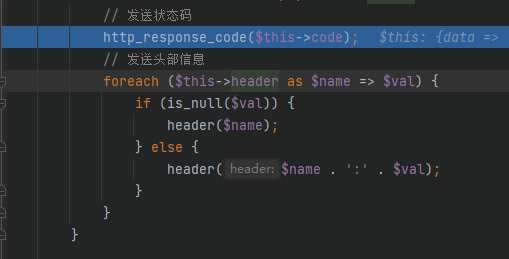 // 发送状态码
http_response_code($this->code);   $this: {data =>
// 发送头部信息
foreach ($this->header as $name => $val) {
    if (is_null($val)) {
        header($name);
    } else {
        header( header: $name . ':' . $val);
    }
}
}